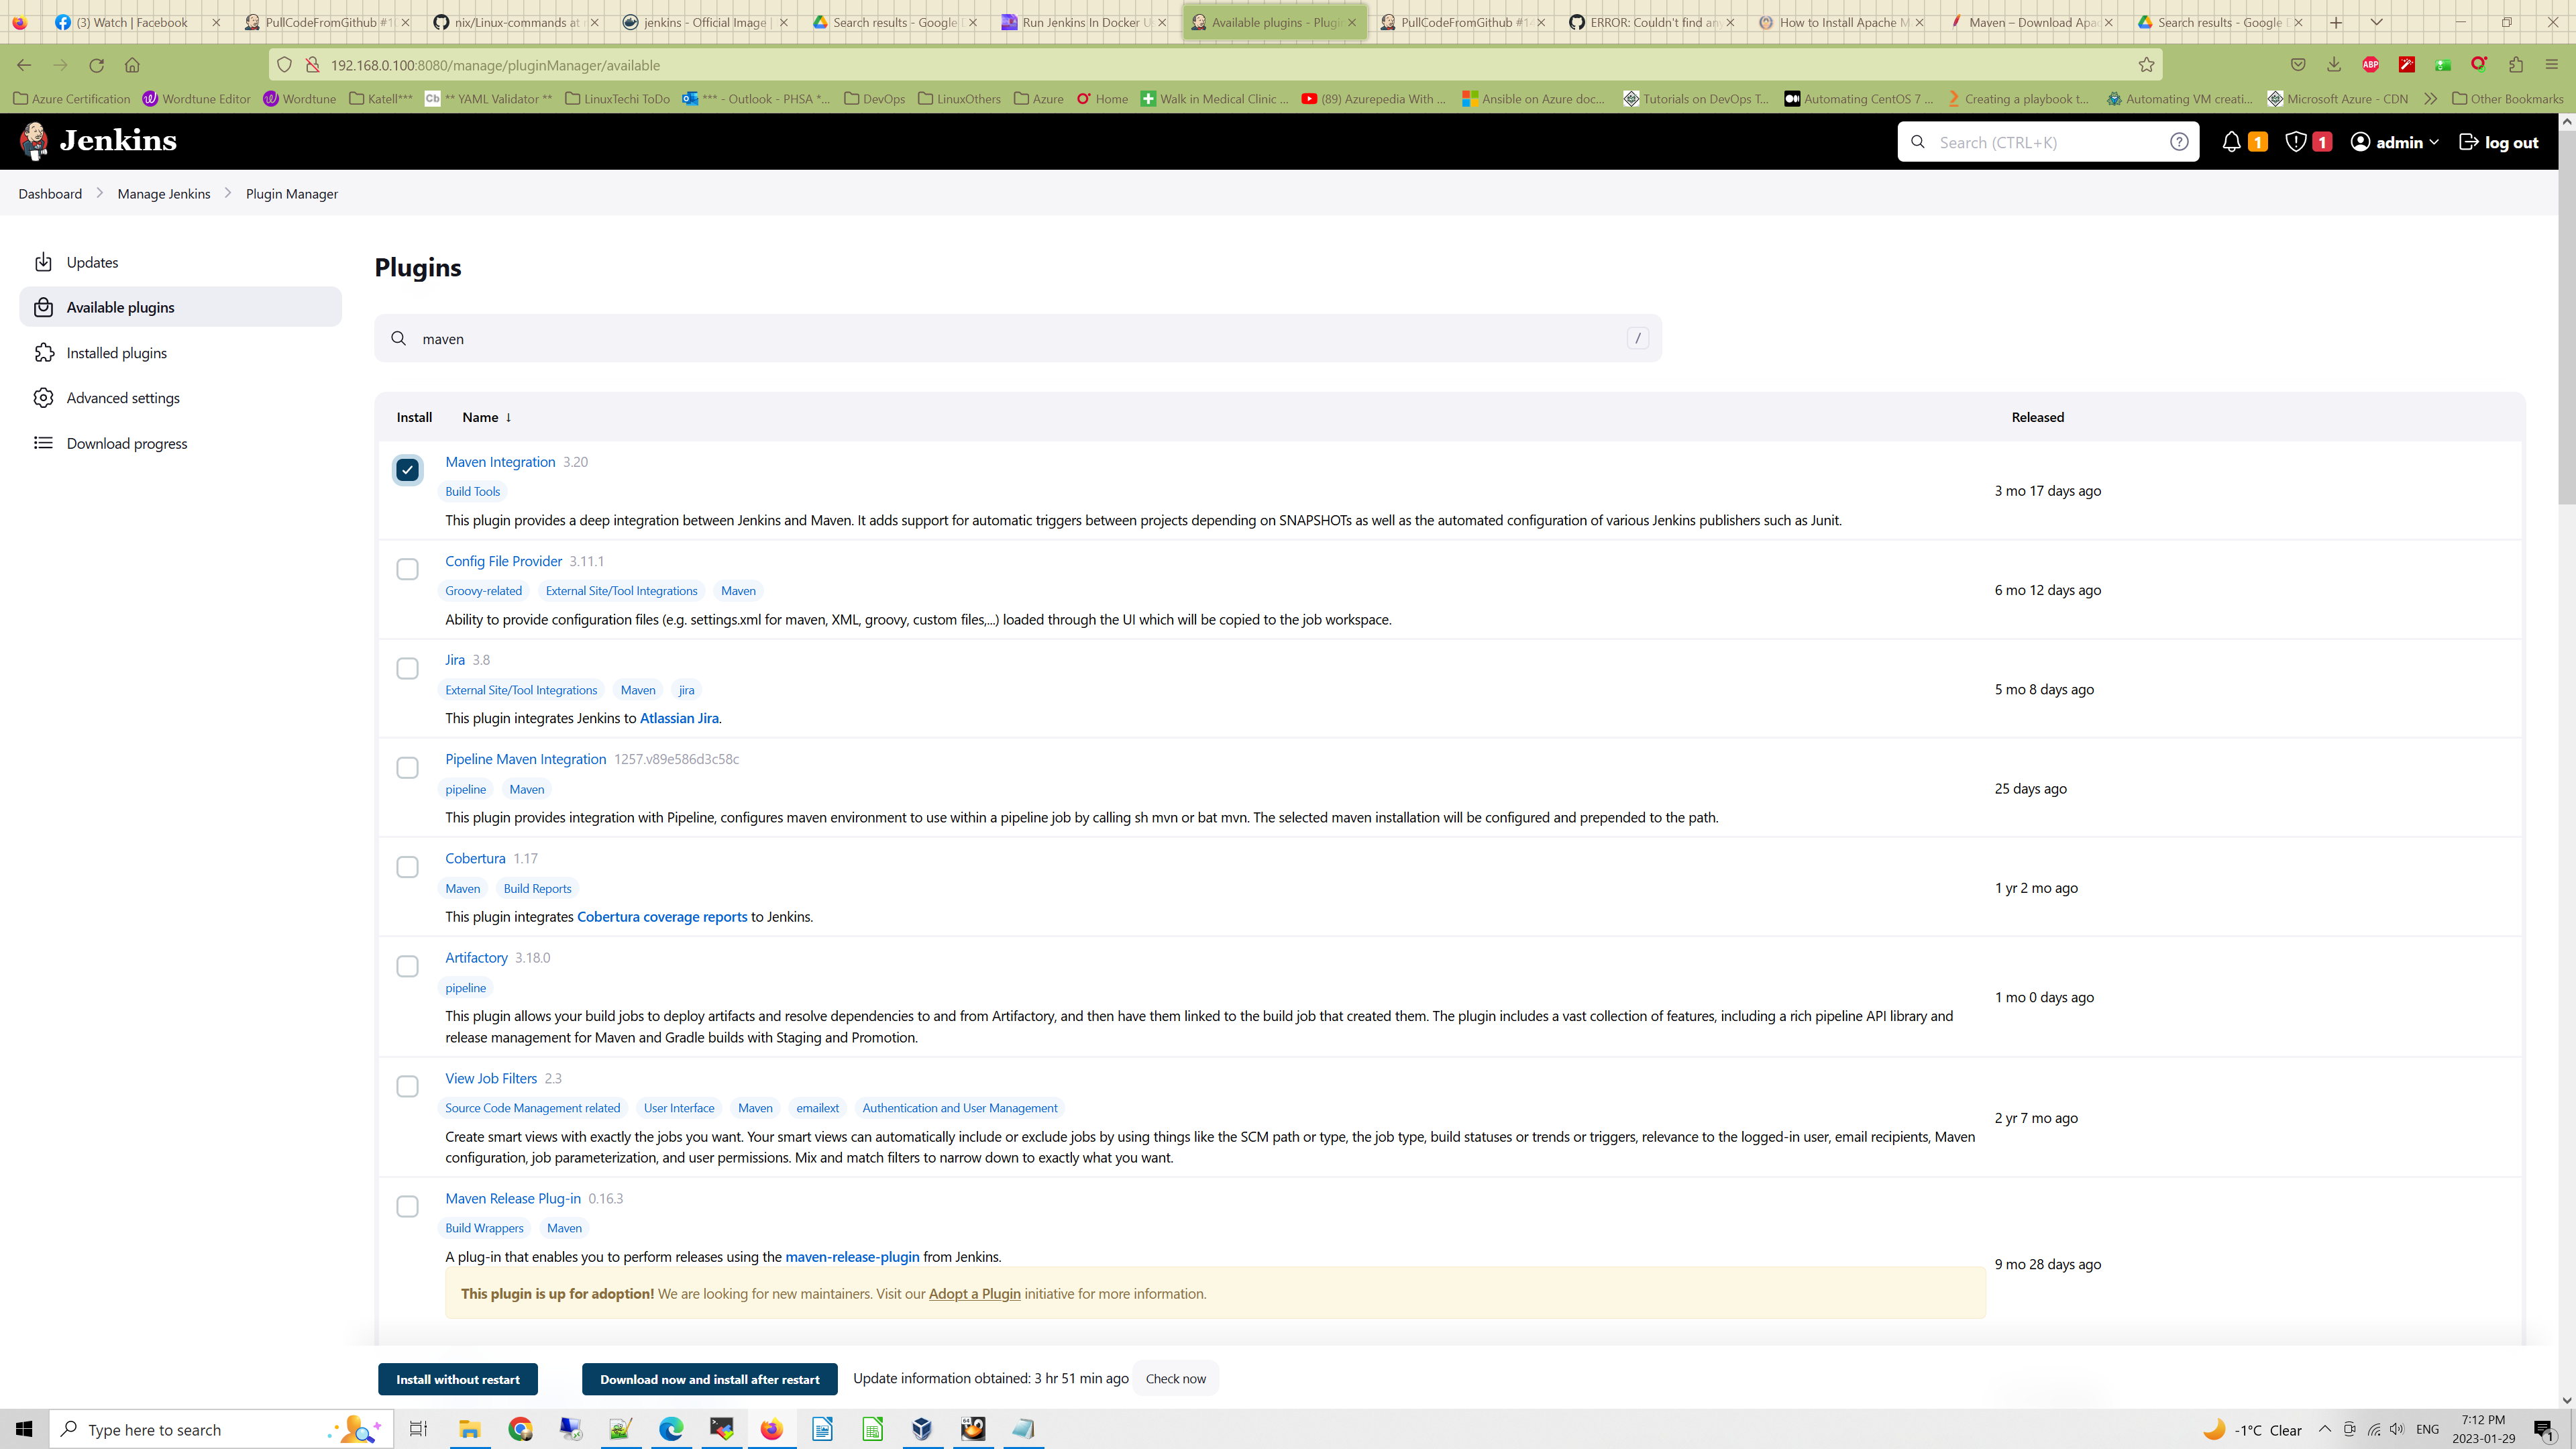 (3) Watch | Facebook
PullCodeFromGithub #1
nix/Linux-commands at
jenkins - Official Image |
Search results - Google
Run Jenkins In Docker
Available plugins - Plugi
PullCodeFromGithub #1
ERROR: Couldn't find an
How to Install Apache M
Maven – Download Apa
Search results - Google
192.168.0.100:8080/manage/pluginManager/available
ABP
Azure Certification
Wordtune Editor
Wordtune
Katell***
Cb ** YAML Validator **
LinuxTechi ToDo
*** - Outlook - PHSA *...
DevOps
LinuxOthers
Azure
Home
Walk in Medical Clinic ...
(89) Azurepedia With ...
Ansible on Azure doc...
Tutorials on DevOps T...
Automating CentOS 7 ...
Creating a playbook t...
Automating VM creati...
Microsoft Azure - CDN
Other Bookmarks
Jenkins
Search (CTRL+K)
1
1
admin
log out
Dashboard
Manage Jenkins
Plugin Manager
Updates
Available plugins
Installed plugins
Advanced settings
Download progress
Plugins
maven
/
Install Name ↓ Released
Maven Integration 3.20
Build Tools
3 mo 17 days ago
This plugin provides a deep integration between Jenkins and Maven. It adds support for automatic triggers between projects depending on SNAPSHOTs as well as the automated configuration of various Jenkins publishers such as Junit.
Config File Provider 3.11.1
Groovy-related External Site/Tool Integrations Maven
6 mo 12 days ago
Ability to provide configuration files (e.g. settings.xml for maven, XML, groovy, custom files,...) loaded through the UI which will be copied to the job workspace.
Jira 3.8
External Site/Tool Integrations Maven jira
5 mo 8 days ago
This plugin integrates Jenkins to Atlassian Jira.
Pipeline Maven Integration 1257.v89e586d3c58c
pipeline Maven
25 days ago
This plugin provides integration with Pipeline, configures maven environment to use within a pipeline job by calling sh mvn or bat mvn. The selected maven installation will be configured and prepended to the path.
Cobertura 1.17
Maven Build Reports
1 yr 2 mo ago
This plugin integrates Cobertura coverage reports to Jenkins.
Artifactory 3.18.0
pipeline
1 mo 0 days ago
This plugin allows your build jobs to deploy artifacts and resolve dependencies to and from Artifactory, and then have them linked to the build job that created them. The plugin includes a vast collection of features, including a rich pipeline API library and
release management for Maven and Gradle builds with Staging and Promotion.
View Job Filters 2.3
Source Code Management related User Interface Maven emailext Authentication and User Management
2 yr 7 mo ago
Create smart views with exactly the jobs you want. Your smart views can automatically include or exclude jobs by using things like the SCM path or type, the job type, build statuses or trends or triggers, relevance to the logged-in user, email recipients, Maven
configuration, job parameterization, and user permissions. Mix and match filters to narrow down to exactly what you want.
Maven Release Plug-in 0.16.3
Build Wrappers Maven
A plug-in that enables you to perform releases using the maven-release-plugin from Jenkins.
9 mo 28 days ago
This plugin is up for adoption! We are looking for new maintainers. Visit our Adopt a Plugin initiative for more information.
Install without restart
Download now and install after restart
Update information obtained: 3 hr 51 min ago
Check now
Type here to search
-1°C Clear
ENG
7:12 PM
2023-01-29
1